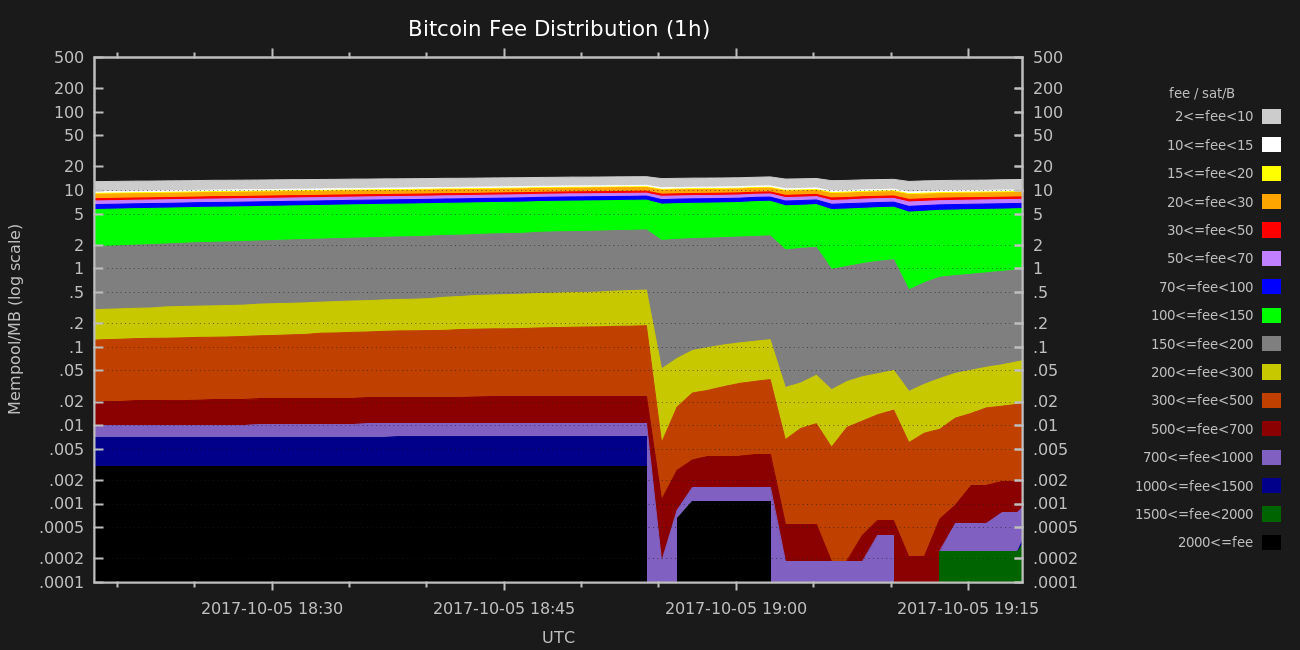 Bitcoin Fee Distribution (1h)
Mempool/MB (log scale)
500
200
100
50
20
10
5
2
1
.5
.2
.1
.05
.02
.01
.005
.002
.001
.0005
.0002
.0001
500
200
100
50
20
10
5
2
1
.5
.2
.1
.05
.02
.01
.005
.002
.001
.0005
.0002
.0001
2017-10-05 18:30 2017-10-05 18:45 2017-10-05 19:00 2017-10-05 19:15
UTC
fee / sat/B
2<=fee<10
10<=fee<15
15<=fee<20
20<=fee<30
30<=fee<50
50<=fee<70
70<=fee<100
100<=fee<150
150<=fee<200
200<=fee<300
300<=fee<500
500<=fee<700
700<=fee<1000
1000<=fee<1500
1500<=fee<2000
2000<=fee